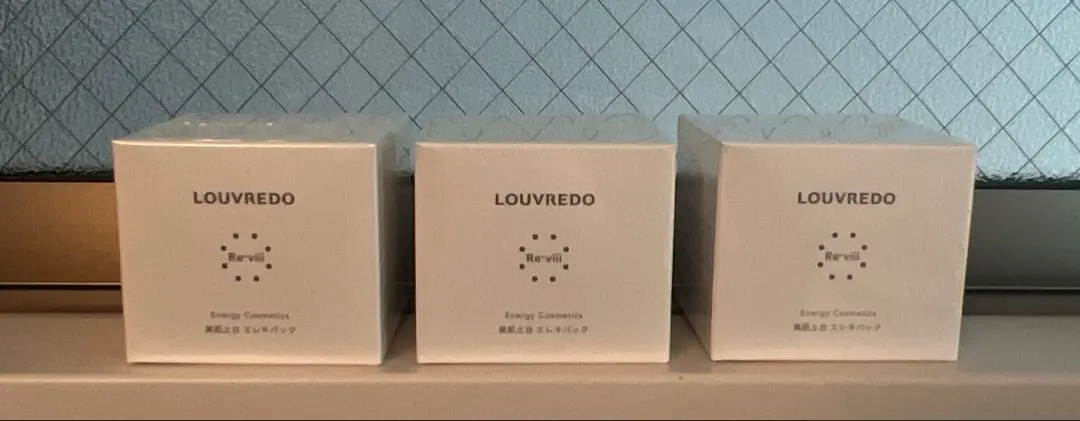 LOUVREDO
Re-viii
Energy Cosmetics
美肌土台 エレキパック
LOUVREDO
Re-viii
Energy Cosmetics
美肌土台 エレキパック
LOUVREDO
Re-viii
Energy Cosmetics
美肌土台 エレキパック